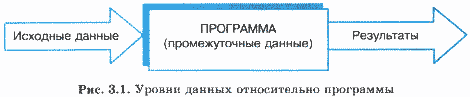 Исходные данные
ПРОГРАММА
(промежуточные данные)
Результаты
Рис. 3.1. Уровни данных относительно программы